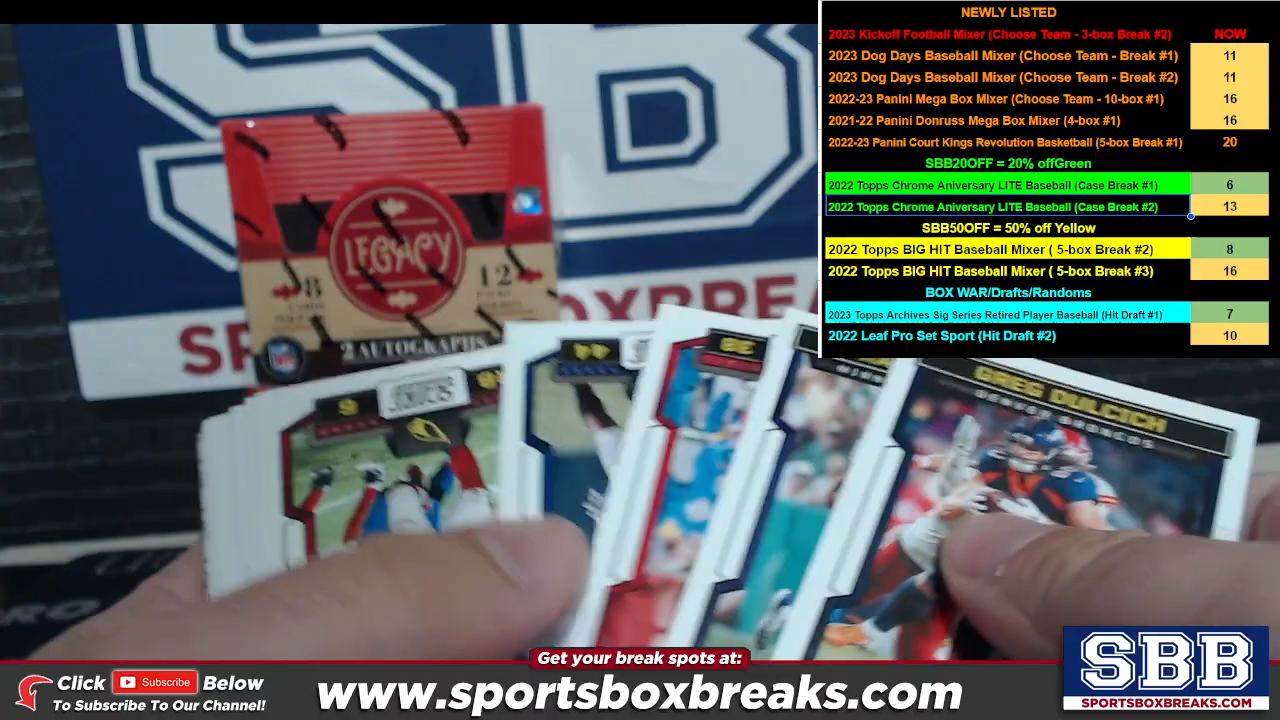 NEWLY LISTED
2023 Kickoff Football Mixer (Choose Team - 3-box Break #2) NOW
2023 Dog Days Baseball Mixer (Choose Team - Break #1) 11
2023 Dog Days Baseball Mixer (Choose Team - Break #2) 11
2022-23 Panini Mega Box Mixer (Choose Team - 10-box #1) 16
2021-22 Panini Donruss Mega Box Mixer (4-box #1) 16
2022-23 Panini Court Kings Revolution Basketball (5-box Break #1) 20
SBB20OFF = 20% offGreen
2022 Topps Chrome Aniversary LITE Baseball (Case Break #1) 6
2022 Topps Chrome Aniversary LITE Baseball (Case Break #2) 13
SBB50OFF = 50% off Yellow
2022 Topps BIG HIT Baseball Mixer ( 5-box Break #2) 8
2022 Topps BIG HIT Baseball Mixer ( 5-box Break #3) 16
BOX WAR/Drafts/Randoms
2023 Topps Archives Sig Series Retired Player Baseball (Hit Draft #1) 7
2022 Leaf Pro Set Sport (Hit Draft #2) 10
LEGACY
8
12
2 AUTOGRAPHS
NFL
GREG DULCICH
DENVER BRONCOS
SCORE
Get your break spots at:
Click Subscribe Below
To Subscribe To Our Channel!
www.sportsboxbreaks.com
SBB
SPORTSBOXBREAKS.COM